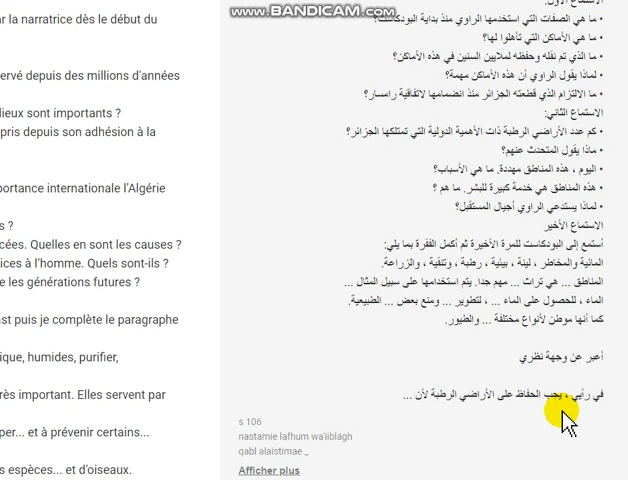 www.BANDICAM.com
ar la narratrice dès le début du
ervé depuis des millions d'années
lieux sont importants ?
pris depuis son adhésion à la
portance internationale l'Algérie
s ?
cées. Quelles en sont les causes ?
ices à l'homme. Quels sont-ils ?
e les générations futures ?
ast puis je complète le paragraphe
ique, humides, purifier,
rès important. Elles servent par
per... et à prévenir certains...
s espèces... et d'oiseaux.
• ما هي الصفات التي استخدمها الراوي منذ بداية البودكاست؟
• ما هي الأماكن التي تأهلوا لها؟
• ما الذي تم نقله وحفظه لملايين السنين في هذه الأماكن؟
• لماذا يقول الراوي أن هذه الأماكن مهمة؟
• ما الالتزام الذي قطعته الجزائر منذ انضمامها لاتفاقية رامسار؟
الاستماع الثاني:
• كم عدد الأراضي الرطبة ذات الأهمية الدولية التي تمتلكها الجزائر؟
• ماذا يقول المتحدث عنهم؟
• اليوم ، هذه المناطق مهددة. ما هي الأسباب؟
• هذه المناطق هي خدمة كبيرة للبشر. ما هم ؟
• لماذا يستدعي الراوي أجيال المستقبل؟
الاستماع الأخير
أستمع إلى البودكاست للمرة الأخيرة ثم أكمل الفقرة بما يلي:
المائية والمخاطر ، لينة ، بيئية ، رطبة ، وتنقية ، والزراعة.
المناطق ... هي تراث ... مهم جدا. يتم استخدامها على سبيل المثال ...
الماء ، للحصول على الماء ... ، لتطوير ... ومنع بعض ... الطبيعية.
كما أنها موطن لأنواع مختلفة ... والطيور.
أعبر عن وجهة نظري
في رأيي ، يجب الحفاظ على الأراضي الرطبة لأن ...
s 106
nastamie lafhum wa'iiblagh
qabl alaistimae _
Afficher plus